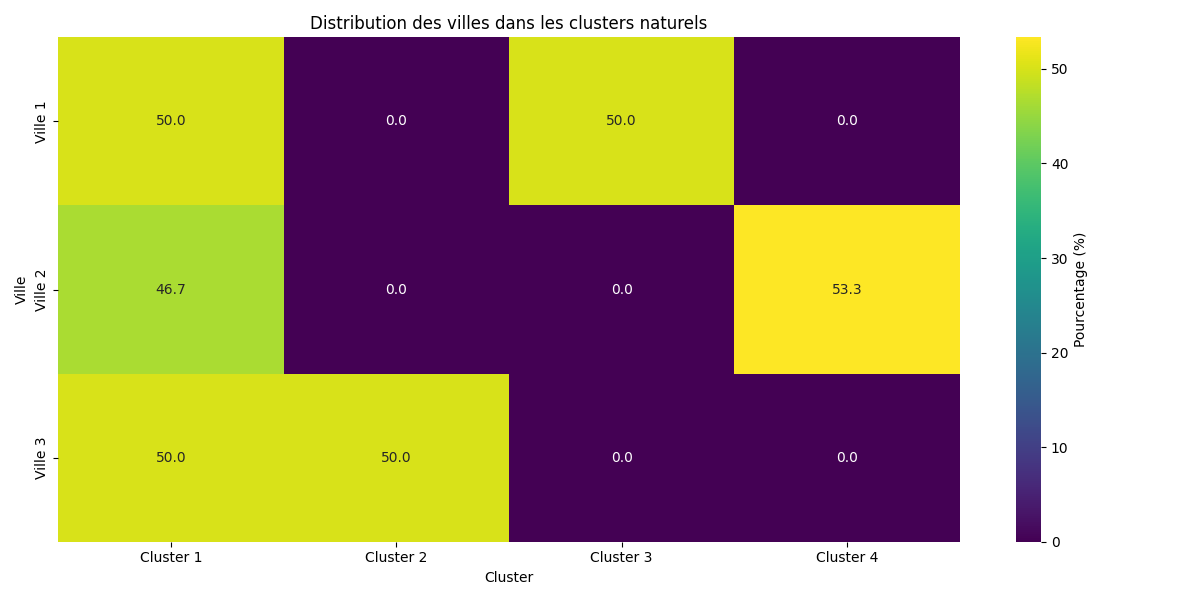 Distribution des villes dans les clusters naturels
Ville
Ville 1
50.0 0.0 50.0 0.0
Ville 2
46.7 0.0 0.0 53.3
Ville 3
50.0 50.0 0.0 0.0
Cluster 1 Cluster 2 Cluster 3 Cluster 4
Cluster
50
40
30
20
10
0
Pourcentage (%)